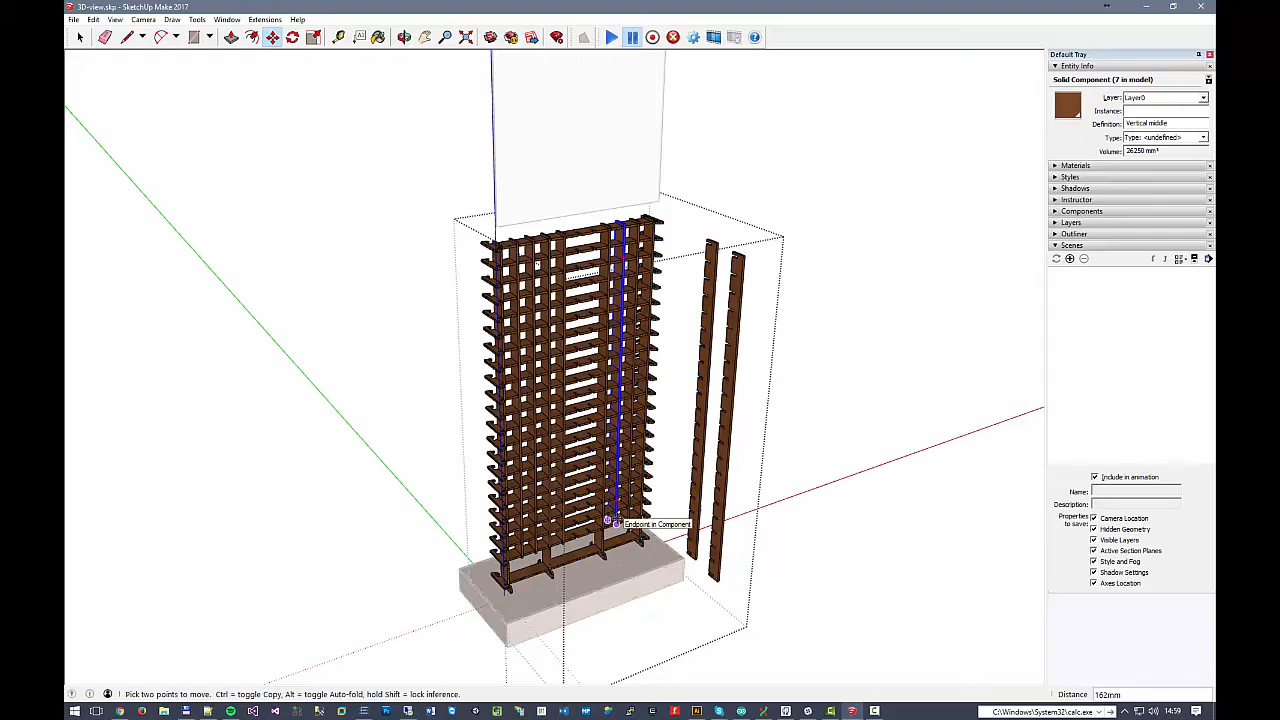 3D-view.skp - SketchUp Make 2017
File Edit View Camera Draw Tools Window Extensions Help
Default Tray
Entity Info
Solid Component (7 in model)
Layer: Layer0
Instance:
Definition: Vertical middle
Type: Type: <undefined>
Volume: 26250 mm³
Materials
Styles
Shadows
Instructor
Components
Layers
Outliner
Scenes
Endpoint in Component
Include in animation
Name:
Description:
Properties to save:
Camera Location
Hidden Geometry
Visible Layers
Active Section Planes
Style and Fog
Shadow Settings
Axes Location
Pick two points to move. Ctrl = toggle Copy, Alt = toggle Auto-fold, hold Shift = lock inference.
Distance 162mm
C:\Windows\System32\calc.exe
14:59